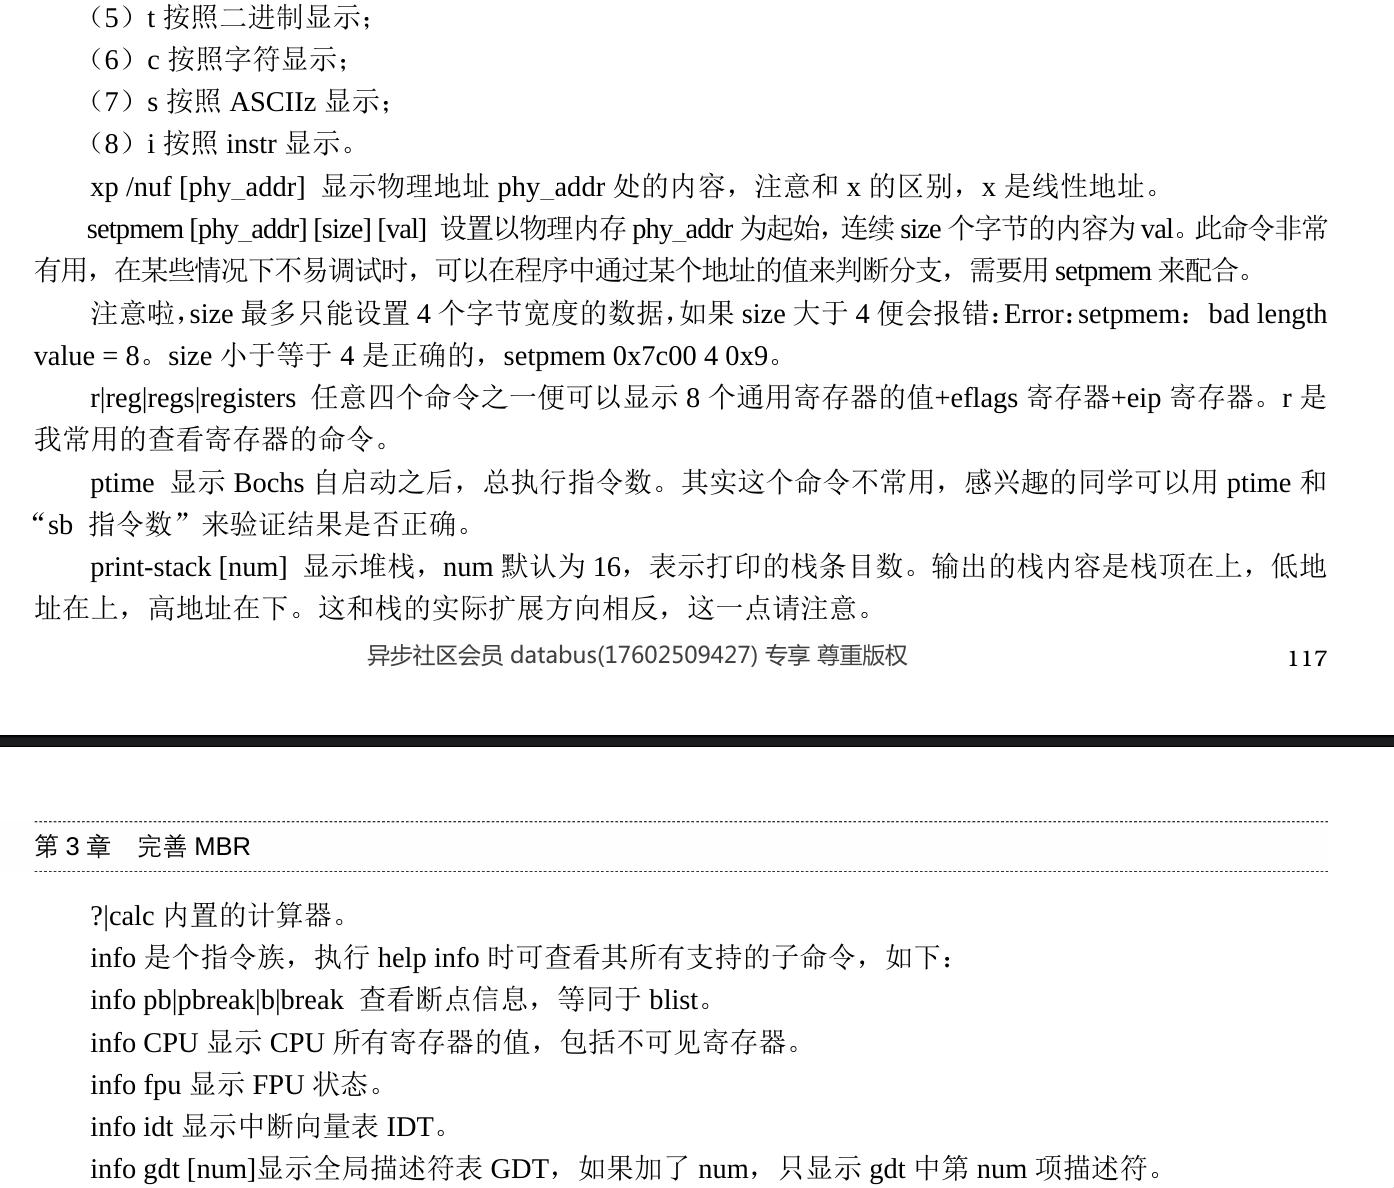 （5）t 按照二进制显示；
（6）c 按照字符显示；
（7）s 按照 ASCIIz 显示；
（8）i 按照 instr 显示。
xp /nuf [phy_addr] 显示物理地址 phy_addr 处的内容，注意和 x 的区别，x 是线性地址。
setpmem [phy_addr] [size] [val] 设置以物理内存 phy_addr 为起始，连续 size 个字节的内容为 val。此命令非常
有用，在某些情况下不易调试时，可以在程序中通过某个地址的值来判断分支，需要用 setpmem 来配合。
注意啦，size 最多只能设置 4 个字节宽度的数据，如果 size 大于 4 便会报错：Error：setpmem： bad length
value = 8。size 小于等于 4 是正确的，setpmem 0x7c00 4 0x9。
r|reg|regs|registers 任意四个命令之一便可以显示 8 个通用寄存器的值+eflags 寄存器+eip 寄存器。r 是
我常用的查看寄存器的命令。
ptime 显示 Bochs 自启动之后，总执行指令数。其实这个命令不常用，感兴趣的同学可以用 ptime 和
“sb 指令数”来验证结果是否正确。
print-stack [num] 显示堆栈，num 默认为 16，表示打印的栈条目数。输出的栈内容是栈顶在上，低地
址在上，高地址在下。这和栈的实际扩展方向相反，这一点请注意。
异步社区会员 databus(17602509427) 专享 尊重版权
117
第 3 章 完善 MBR
?|calc 内置的计算器。
info 是个指令族，执行 help info 时可查看其所有支持的子命令，如下：
info pb|pbreak|b|break 查看断点信息，等同于 blist。
info CPU 显示 CPU 所有寄存器的值，包括不可见寄存器。
info fpu 显示 FPU 状态。
info idt 显示中断向量表 IDT。
info gdt [num]显示全局描述符表 GDT，如果加了 num，只显示 gdt 中第 num 项描述符。